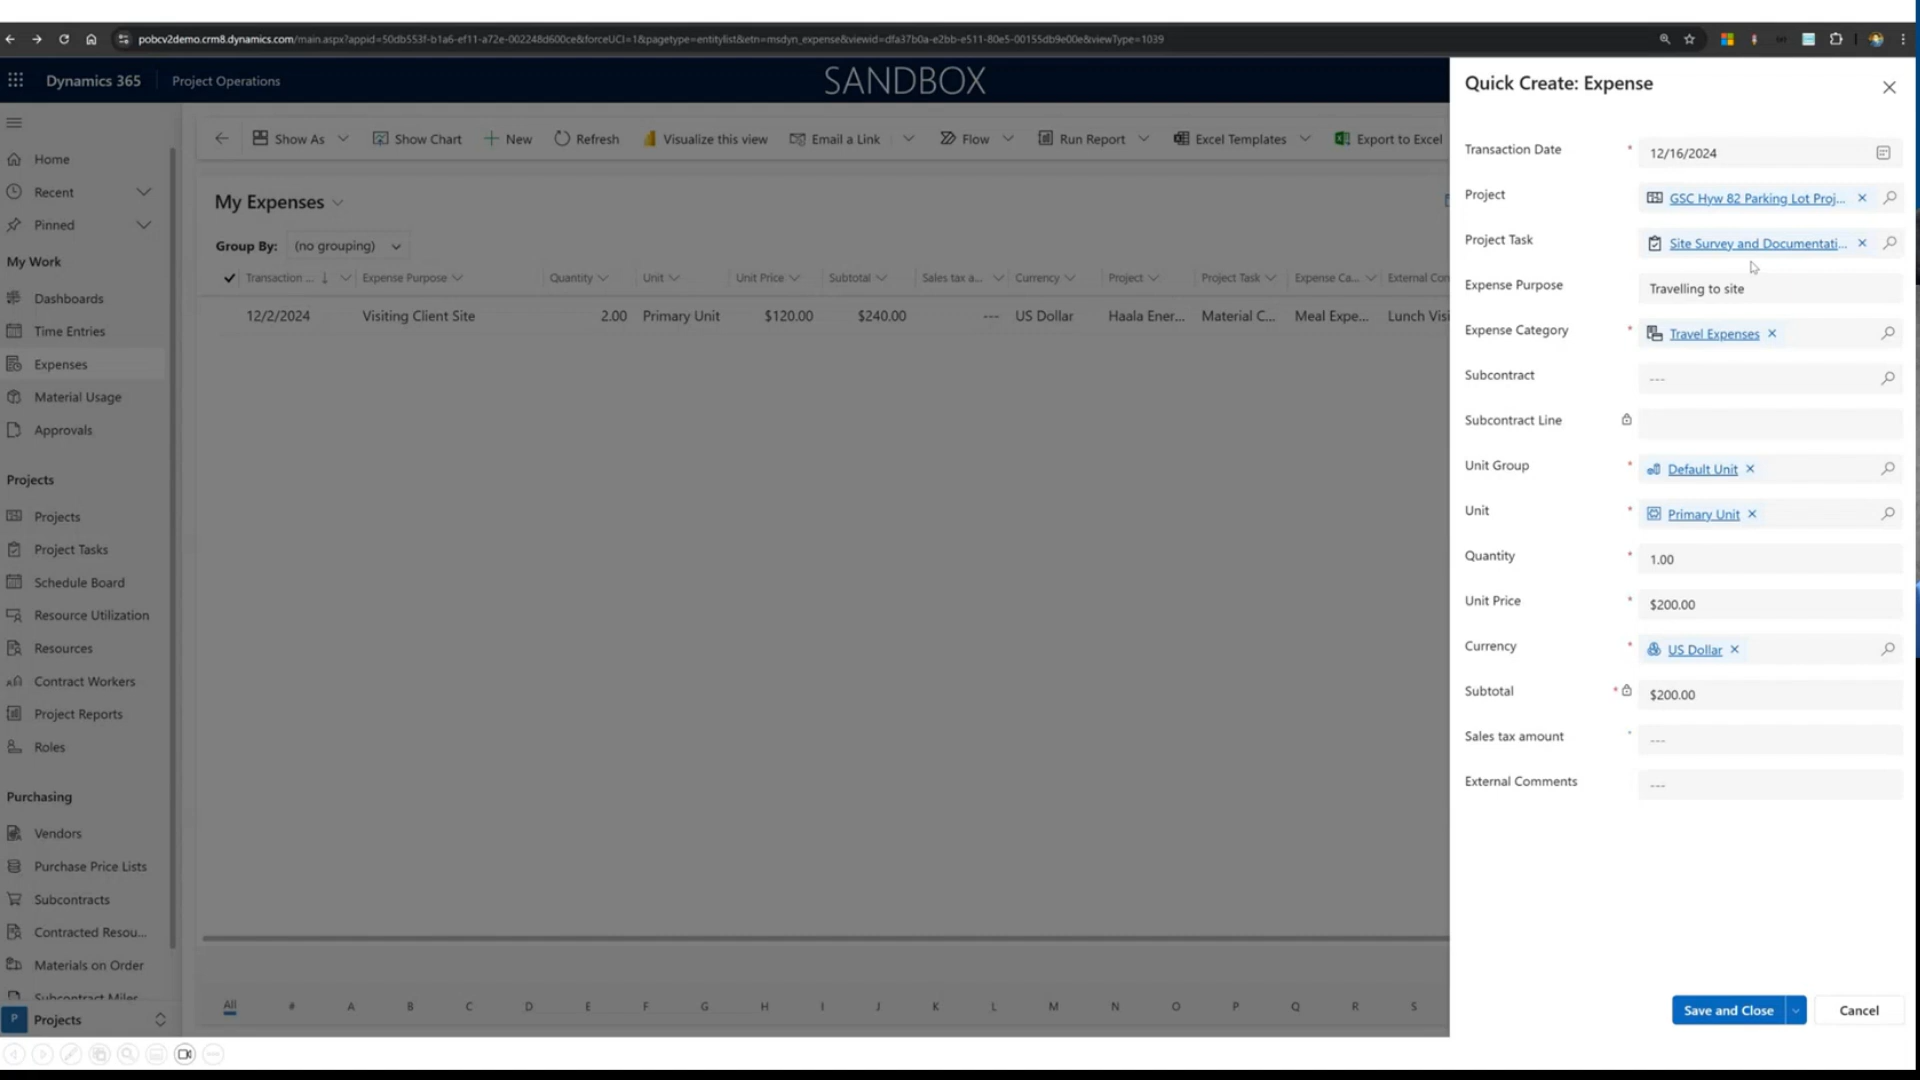 pobcv2demo.crm8.dynamics.com/main.aspx?appid=50db553f-b1a6-ef11-a72e-002248d600ce&forceUCI=1&pagetype=entitylist&etn=msdyn_expense&viewid=dfa37b0a-e2bb-e511-80e5-00155db9e00e&viewType=1039
Dynamics 365 Project Operations SANDBOX
Show As Show Chart New Refresh Visualize this view Email a Link Flow Run Report Excel Templates Export to Excel
Home
Recent
Pinned
My Work
Dashboards
Time Entries
Expenses
Material Usage
Approvals
Projects
Projects
Project Tasks
Schedule Board
Resource Utilization
Resources
Contract Workers
Project Reports
Roles
Purchasing
Vendors
Purchase Price Lists
Subcontracts
Contracted Resou...
Materials on Order
Subcontract Miles
P Projects
My Expenses
Group By: (no grouping)
Transaction ... ↓ Expense Purpose Quantity Unit Unit Price Subtotal Sales tax a... Currency Project Project Task Expense Ca... External Con
12/2/2024 Visiting Client Site 2.00 Primary Unit $120.00 $240.00 --- US Dollar Haala Ener... Material C... Meal Expe... Lunch Visi
All # A B C D E F G H I J K L M N O P Q R S
Quick Create: Expense
Transaction Date * 12/16/2024
Project GSC Hyw 82 Parking Lot Proj...
Project Task Site Survey and Documentati...
Expense Purpose Travelling to site
Expense Category * Travel Expenses
Subcontract ---
Subcontract Line
Unit Group * Default Unit
Unit * Primary Unit
Quantity * 1.00
Unit Price * $200.00
Currency * US Dollar
Subtotal * $200.00
Sales tax amount * ---
External Comments ---
Save and Close Cancel